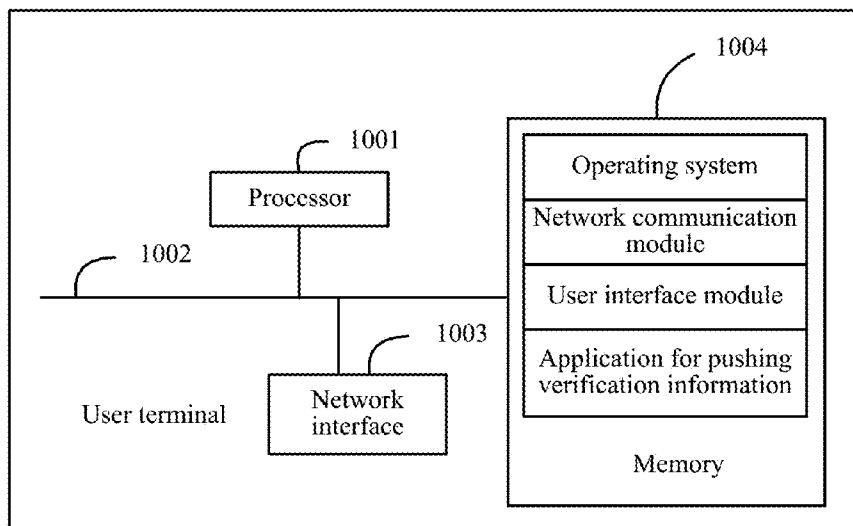 1004
1001
Processor
1002
Operating system
Network communication
module
User interface module
Application for pushing
verification information
1003
Network
interface
User terminal
Memory